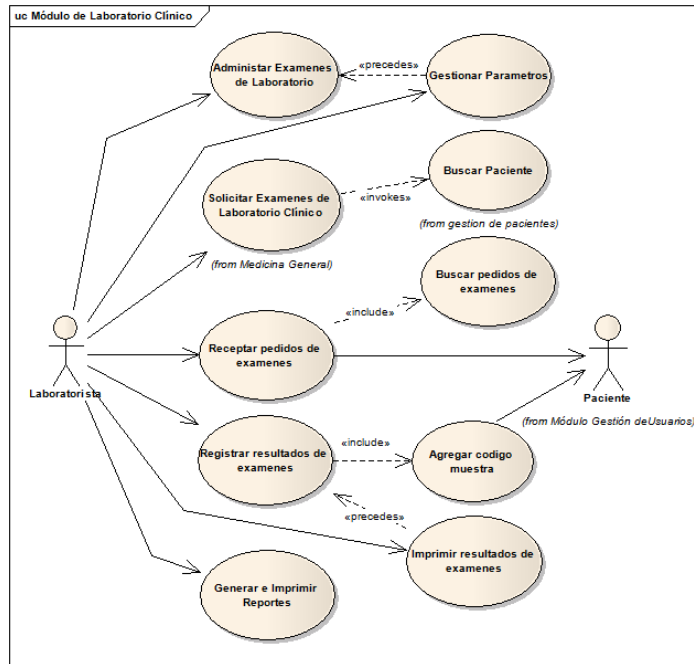 uc Módulo de Laboratorio Clínico
Administar Examenes
de Laboratorio
«precedes»
Gestionar Parametros
Solicitar Examenes de
Laboratorio Clínico
(from Medicina General)
«invokes»
Buscar Paciente
(from gestion de pacientes)
Buscar pedidos de
examenes
«include»
Receptar pedidos de
examenes
Laboratorista
Paciente
(from Módulo Gestión deUsuarios)
Registrar resultados de
examenes
«include»
Agregar codigo
muestra
«precedes»
Imprimir resultados de
examenes
Generar e Imprimir
Reportes